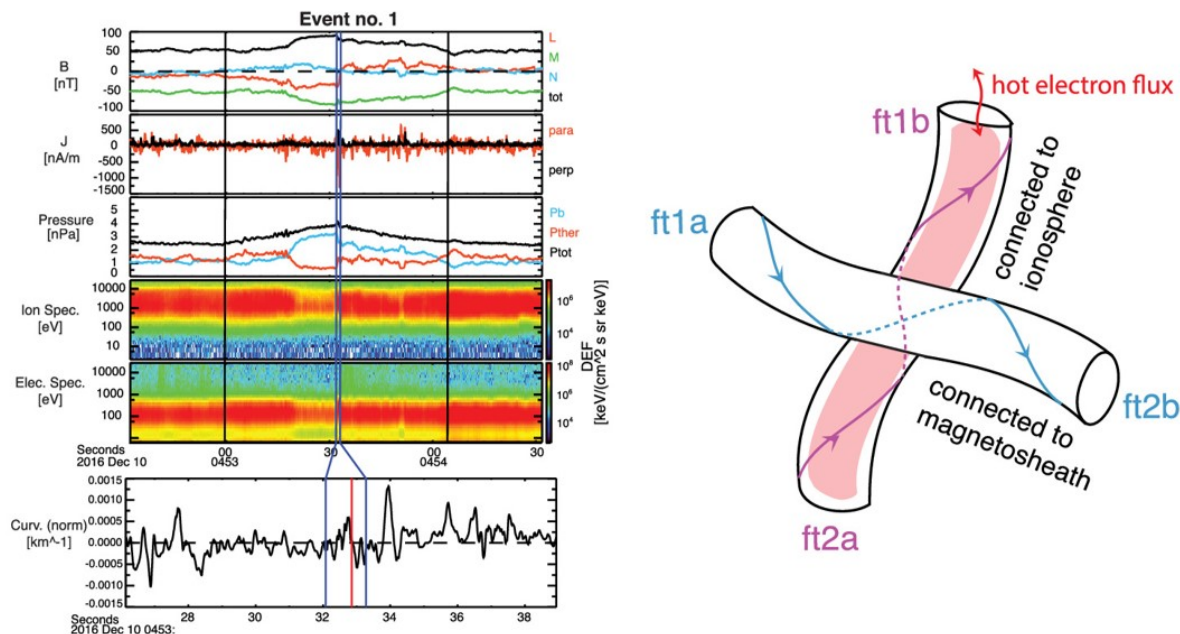 Event no. 1
B
[nT]
100
50
0
-50
-100
L
M
N
tot
J
[nA/m
500
0
-500
-1000
-1500
para
perp
Pressure
[nPa]
5
4
3
2
1
0
Pb
Pther
Ptot
Ion Spec.
[eV]
10000
1000
100
10
10^6
10^4
Elec. Spec.
[eV]
10000
1000
100
10^8
10^6
10^4
DEF
[keV/(cm^2 s sr keV)]
Seconds
2016 Dec 10
0453
30
0454
30
Curv. (norm)
[km^-1]
0.0015
0.0010
0.0005
0.0000
-0.0005
-0.0010
-0.0015
28
30
32
34
36
38
Seconds
2016 Dec 10 0453:
hot electron flux
ft1b
connected to
ionosphere
ft1a
connected to
magnetosheath
ft2b
ft2a